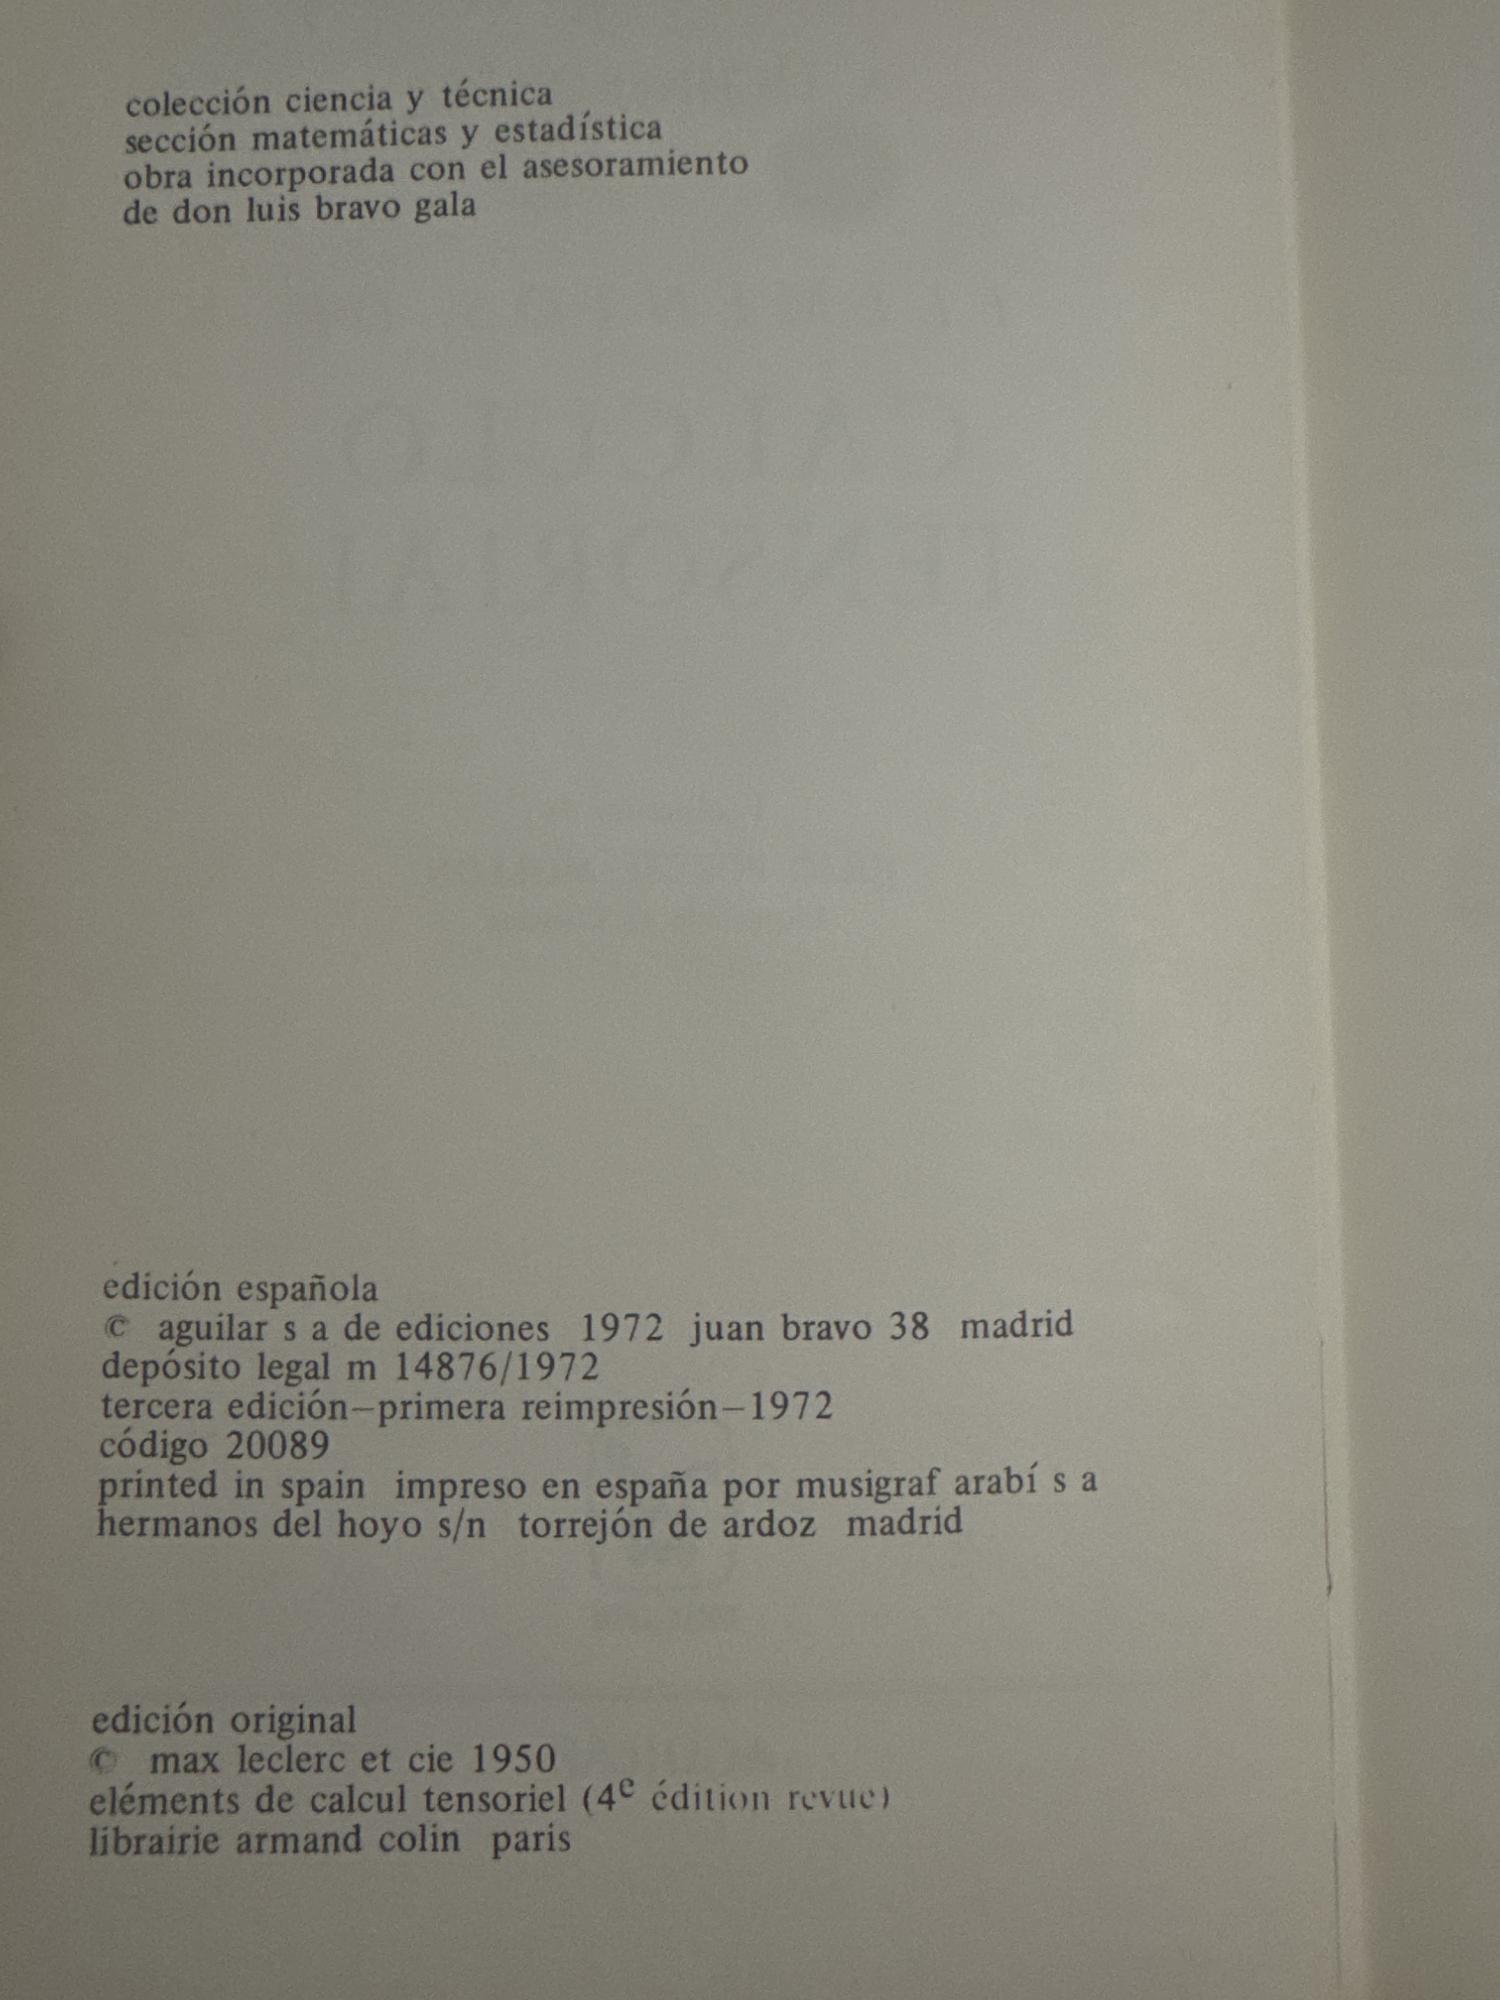 colección ciencia y técnica
sección matemáticas y estadística
obra incorporada con el asesoramiento
de don luis bravo gala
edición española
© aguilar s a de ediciones 1972 juan bravo 38 madrid
depósito legal m 14876/1972
tercera edición—primera reimpresión—1972
código 20089
printed in spain impreso en españa por musigraf arabí s a
hermanos del hoyo s/n torrejón de ardoz madrid
edición original
© max leclerc et cie 1950
eléments de calcul tensoriel (4e édition revue)
librairie armand colin paris